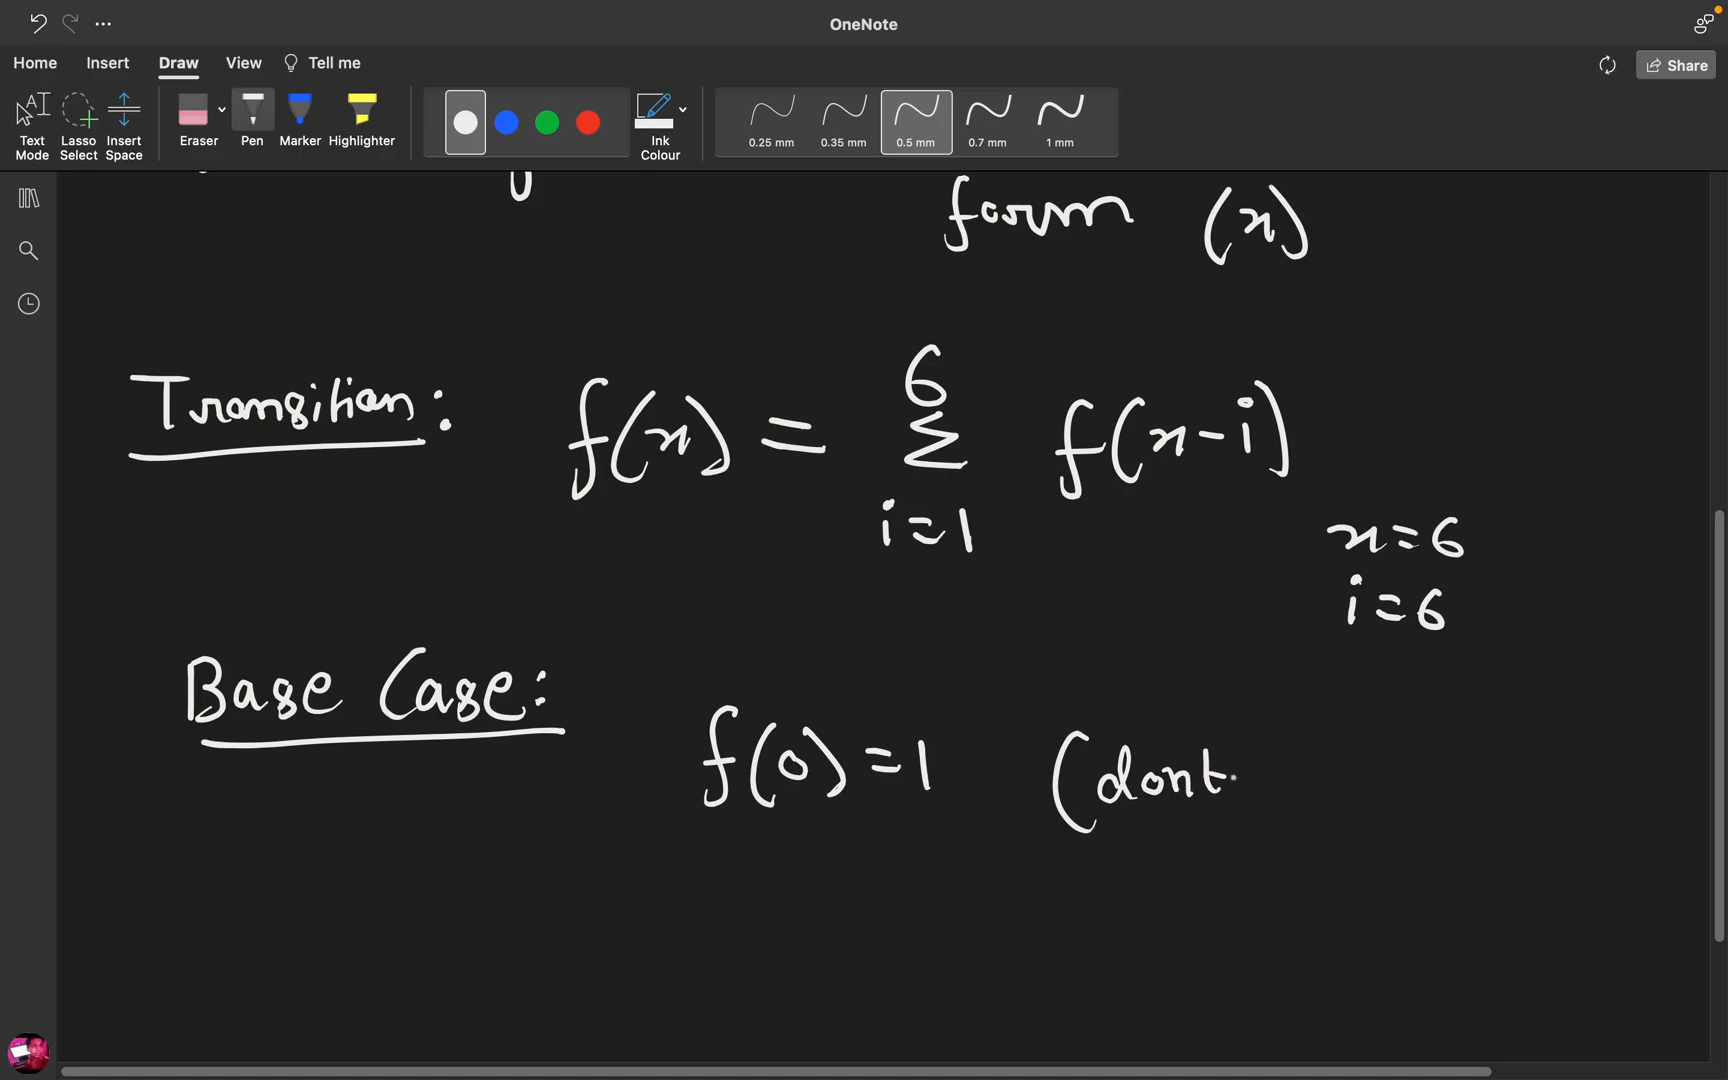 OneNote
Home Insert Draw View Tell me
Share
Text Mode
Lasso Select
Insert Space
Eraser
Pen
Marker
Highlighter
Ink Colour
0.25 mm
0.35 mm
0.5 mm
0.7 mm
1 mm
form (x)
Transition: f(x) = 6 Σ i=1 f(x-i)
x=6
i=6
Base Case:
f(0)=1 (dont